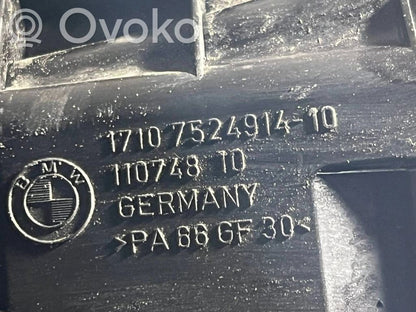 Ovoko
1710 7524914-10
110748 10
BMW
GERMANY
>PA 66 GF 30<